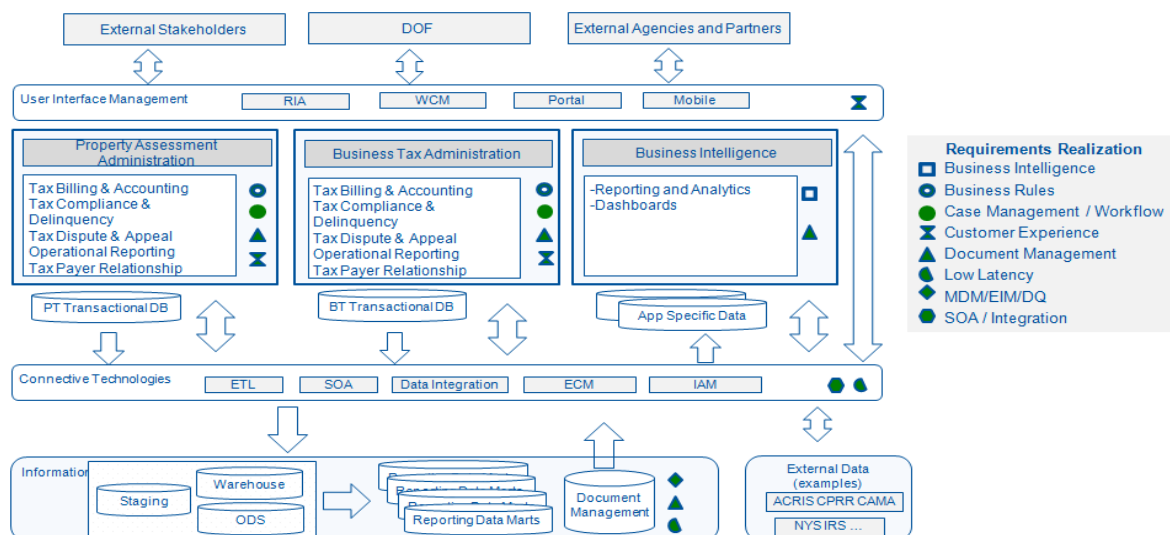 External Stakeholders
DOF
External Agencies and Partners
User Interface Management
RIA
WCM
Portal
Mobile
Property Assessment
Administration
Tax Billing & Accounting
Tax Compliance &
Delinquency
Tax Dispute & Appeal
Operational Reporting
Tax Payer Relationship
Business Tax Administration
Tax Billing & Accounting
Tax Compliance &
Delinquency
Tax Dispute & Appeal
Operational Reporting
Tax Payer Relationship
Business Intelligence
-Reporting and Analytics
-Dashboards
Requirements Realization
Business Intelligence
Business Rules
Case Management / Workflow
Customer Experience
Document Management
Low Latency
MDM/EIM/DQ
SOA / Integration
PT Transactional DB
BT Transactional DB
App Specific Data
Connective Technologies
ETL
SOA
Data Integration
ECM
IAM
Information
Staging
Warehouse
ODS
Reporting Data Marts
Document
Management
External Data
(examples)
ACRIS CPRR CAMA
NYS IRS ...